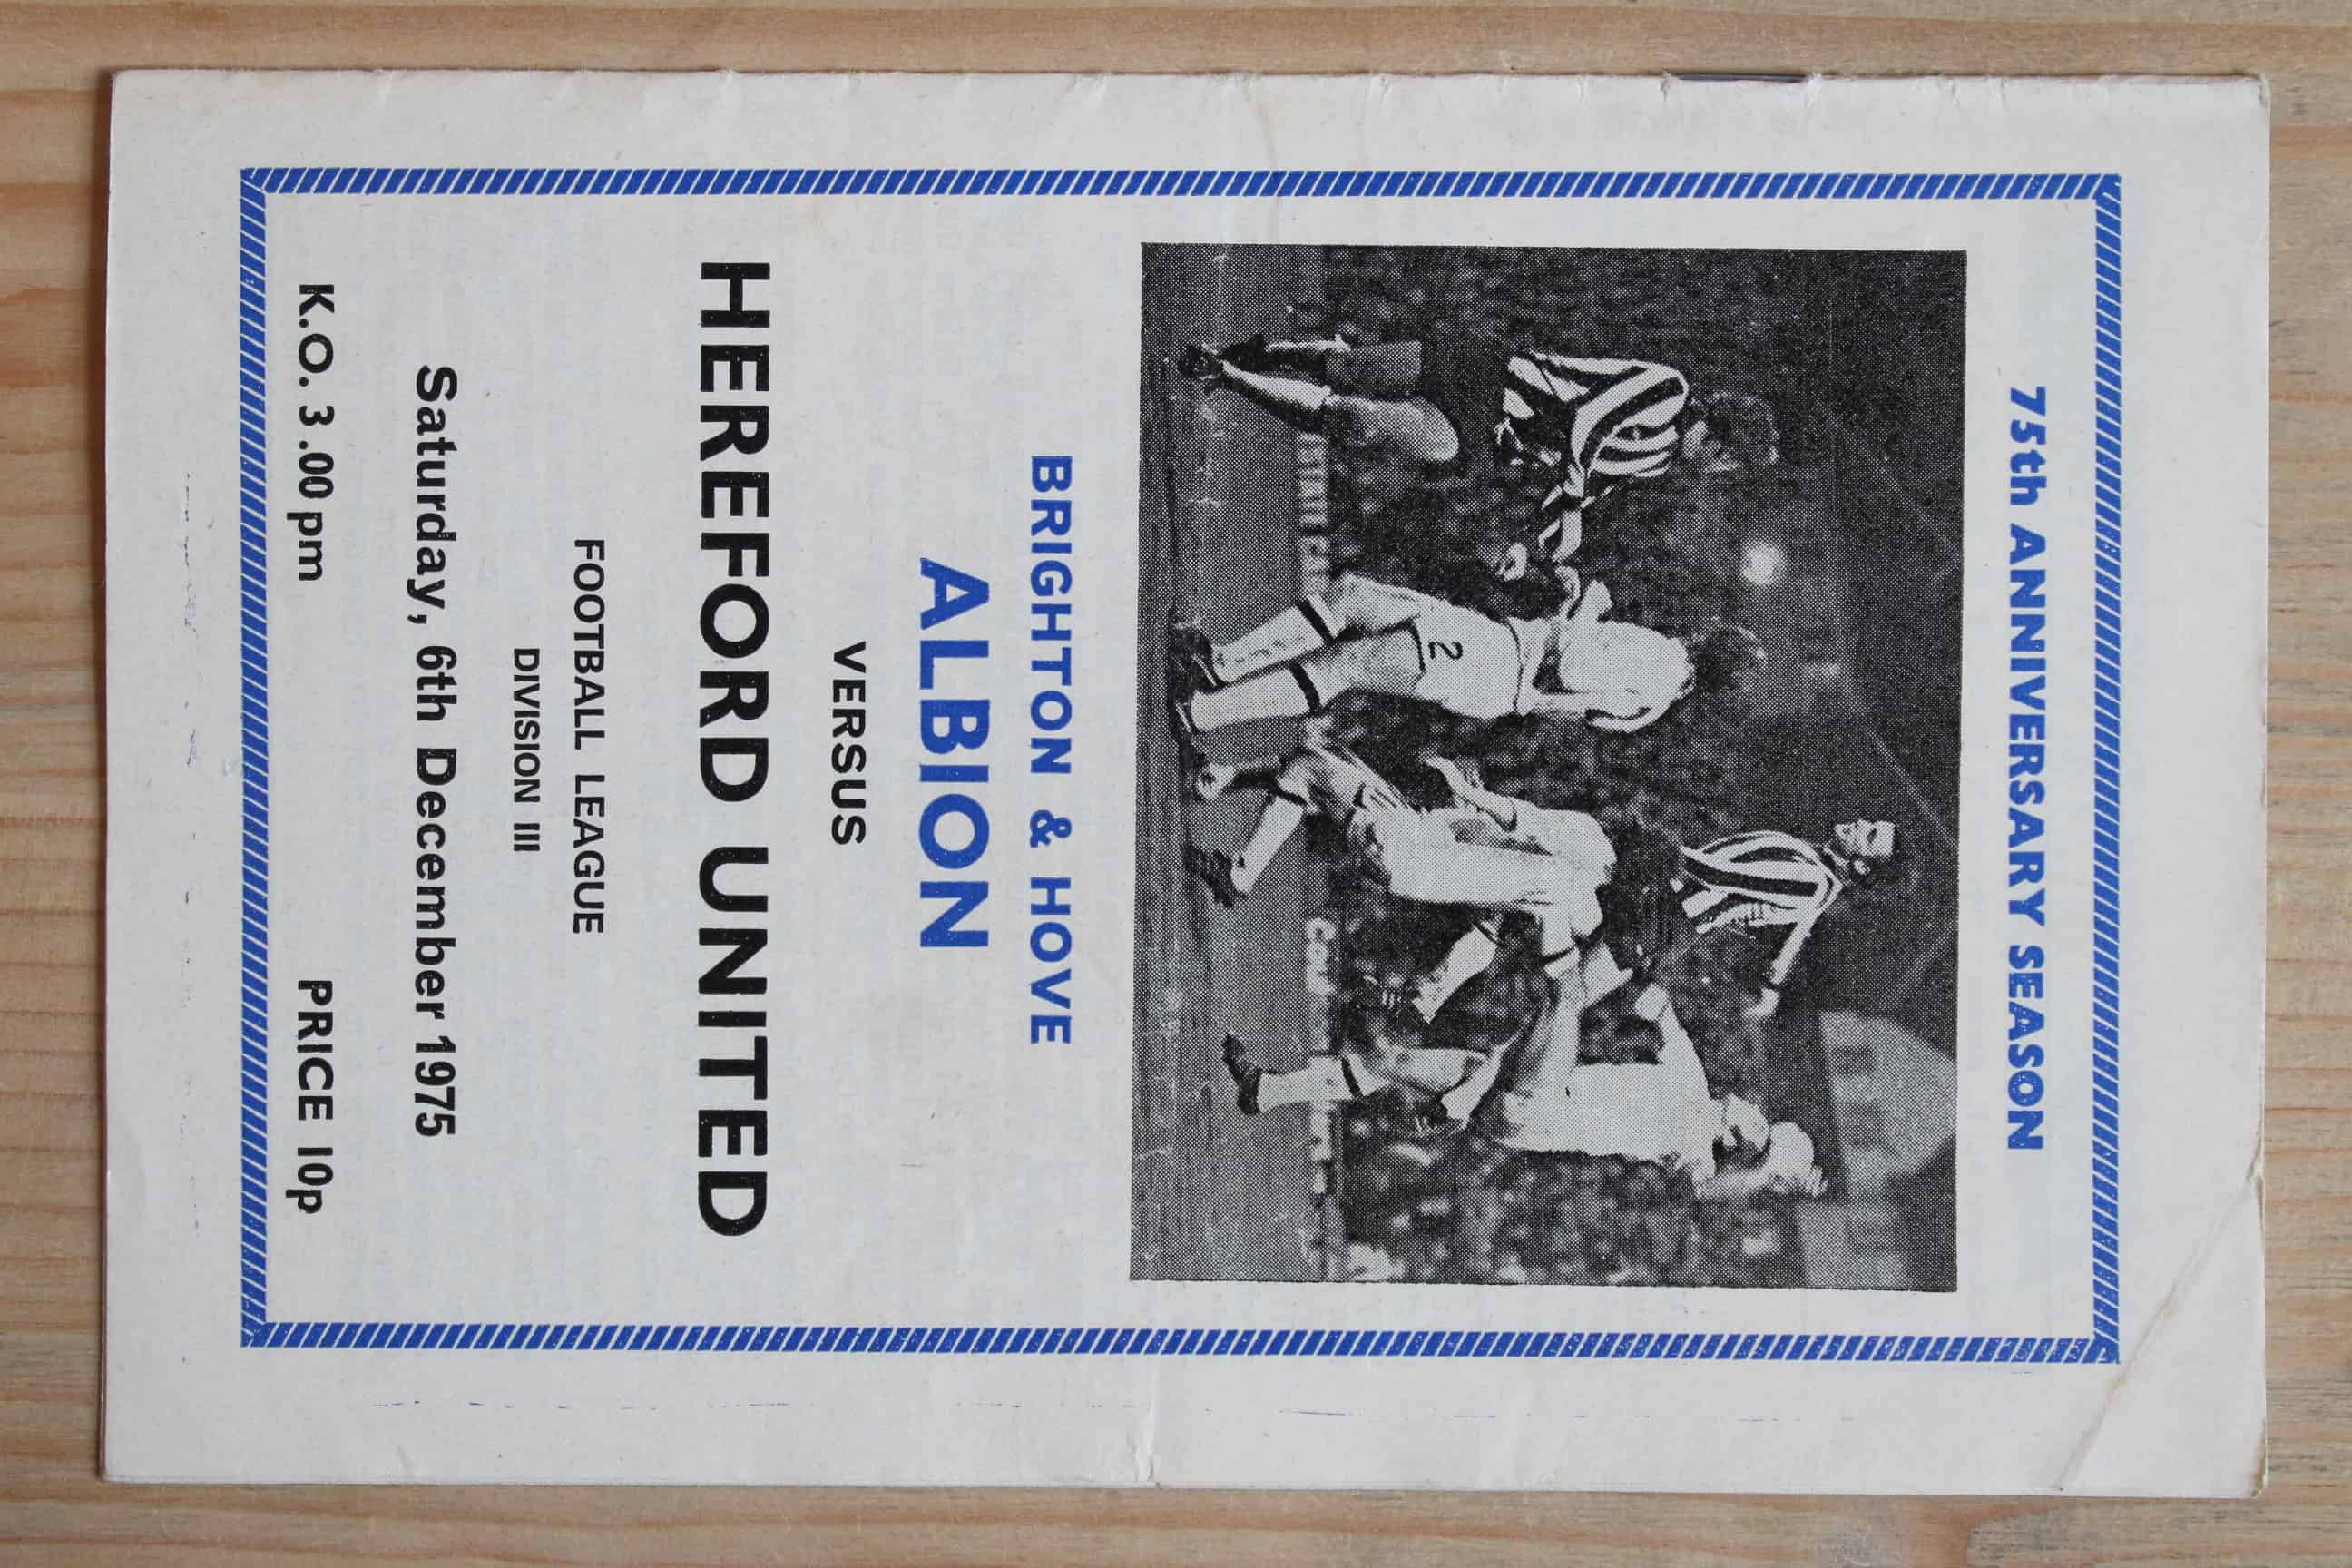 75th ANNIVERSARY SEASON
2
BRIGHTON & HOVE
ALBION
VERSUS
HEREFORD UNITED
FOOTBALL LEAGUE
DIVISION III
Saturday, 6th December 1975
K.O. 3.00 pm PRICE 10p